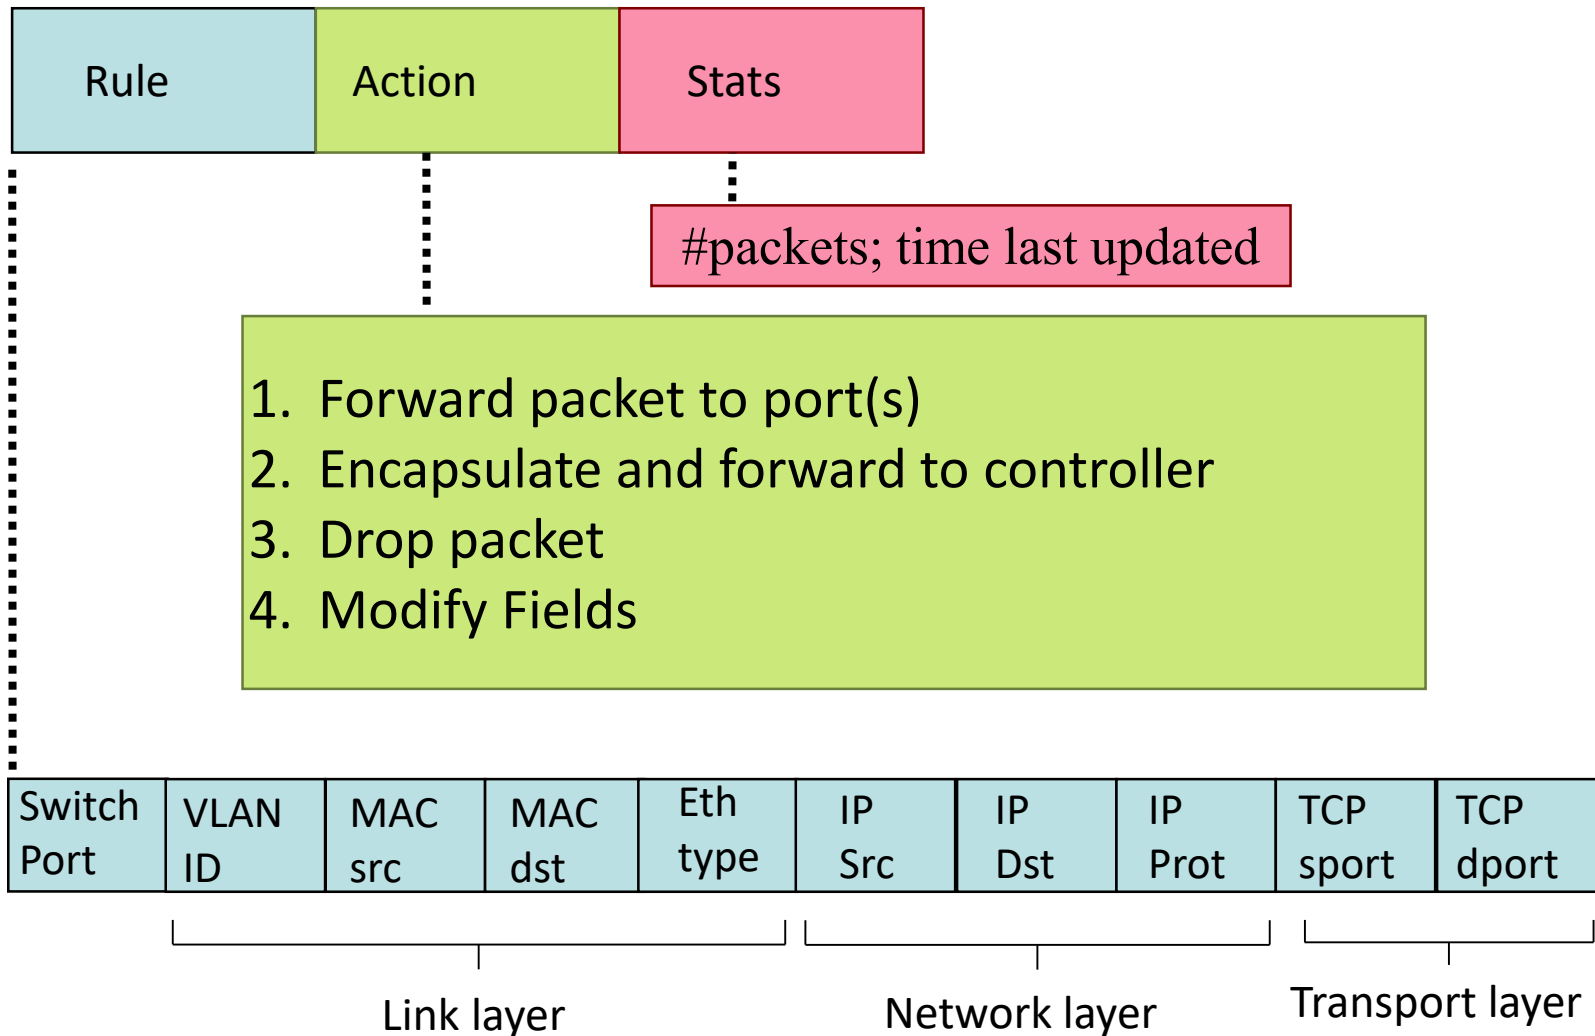 Rule
Action
Stats
#packets; time last updated
1. Forward packet to port(s)
2. Encapsulate and forward to controller
3. Drop packet
4. Modify Fields
Switch
Port
VLAN
ID
MAC
src
MAC
dst
Eth
type
IP
Src
IP
Dst
IP
Prot
TCP
sport
TCP
dport
Link layer
Network layer
Transport layer